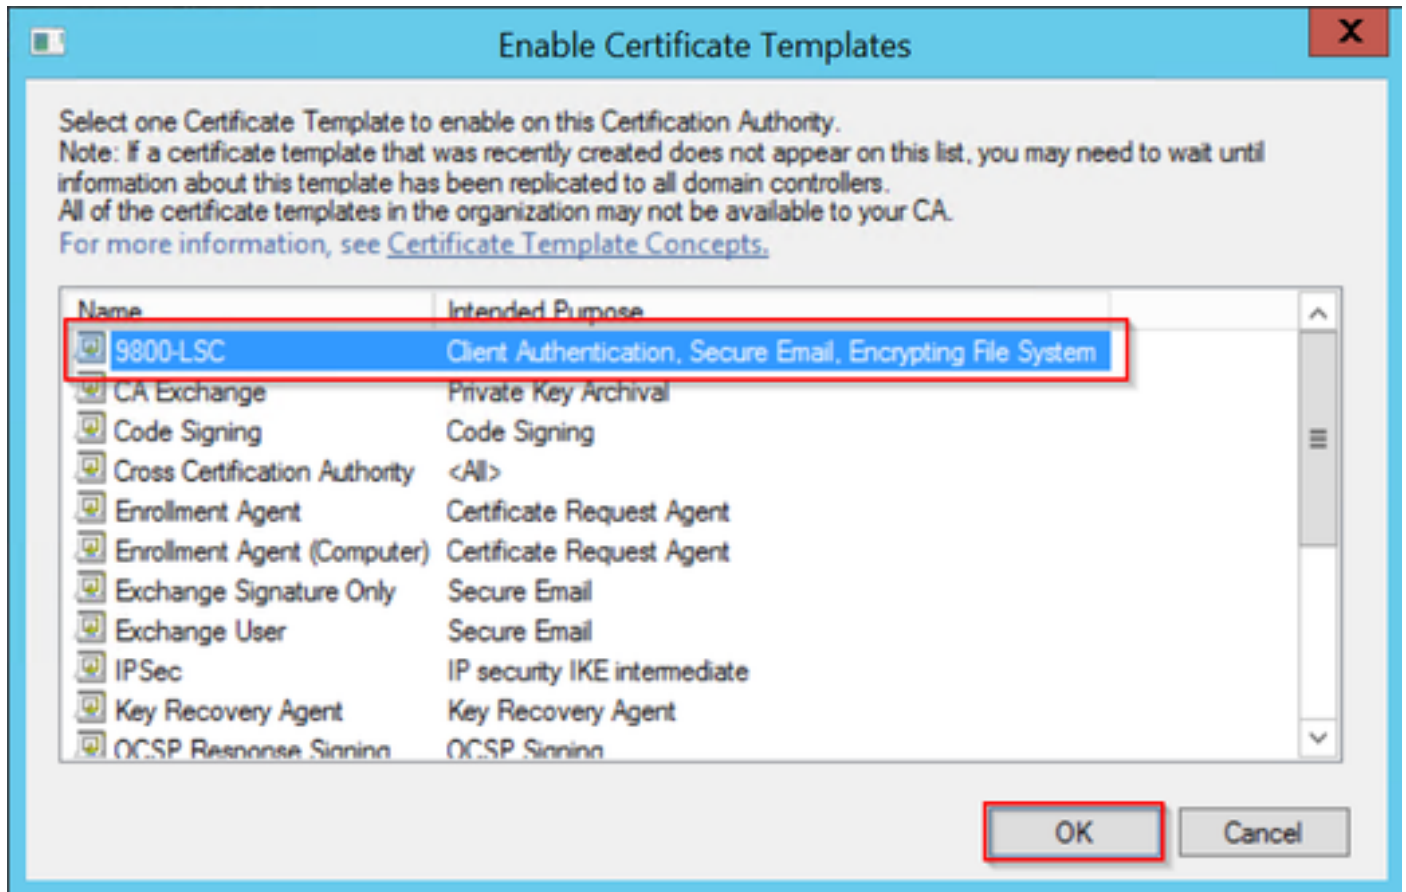 Enable Certificate Templates
X
Select one Certificate Template to enable on this Certification Authority.
Note: If a certificate template that was recently created does not appear on this list, you may need to wait until
information about this template has been replicated to all domain controllers.
All of the certificate templates in the organization may not be available to your CA.
For more information, see Certificate Template Concepts.
Name Intended Purpose
9800-LSC Client Authentication, Secure Email, Encrypting File System
CA Exchange Private Key Archival
Code Signing Code Signing
Cross Certification Authority <All>
Enrollment Agent Certificate Request Agent
Enrollment Agent (Computer) Certificate Request Agent
Exchange Signature Only Secure Email
Exchange User Secure Email
IPSec IP security IKE intermediate
Key Recovery Agent Key Recovery Agent
OCSP Response Signing OCSP Signing
OK Cancel